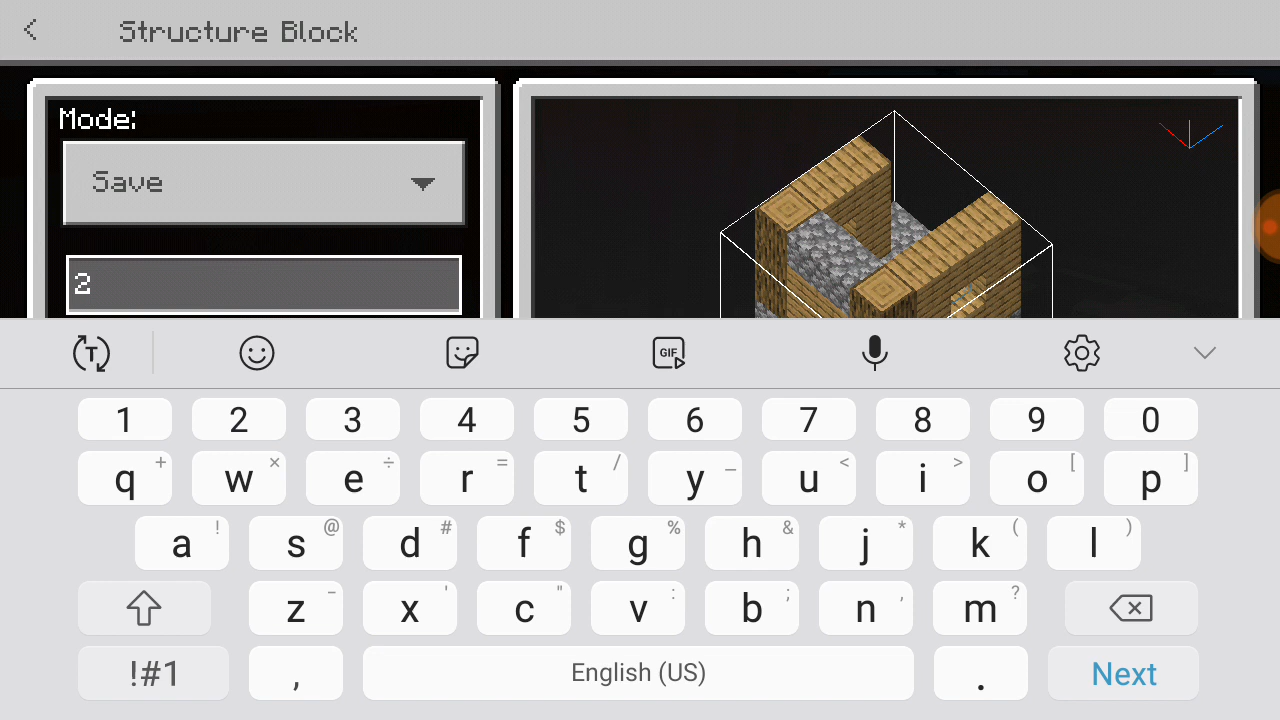 Structure Block
Mode:
Save
2
T
GIF
1 2 3 4 5 6 7 8 9 0
q + w × e ÷ r = t / y _ u < i > o [ p ]
a ! s @ d # f $ g % h & j * k ( l )
z - x ' c " v : b ; n , m ?
!#1 , English (US) . Next